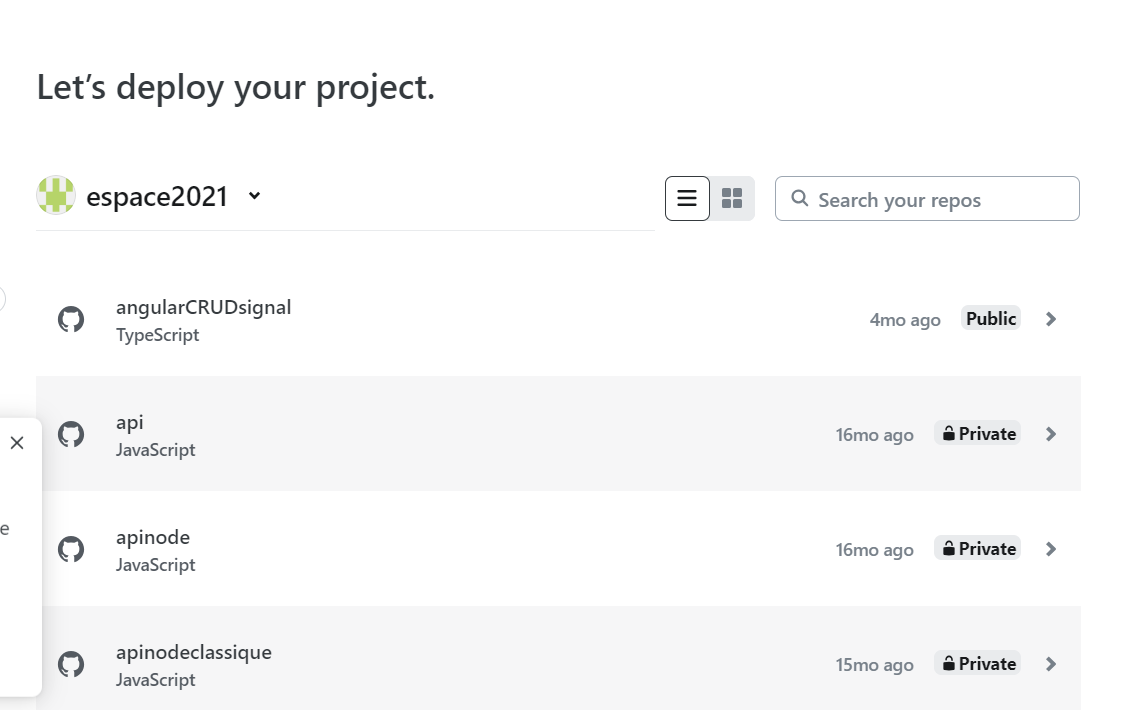 Let's deploy your project.
espace2021
Search your repos
angularCRUDsignal
TypeScript
4mo ago
Public
api
JavaScript
16mo ago
Private
e
apinode
JavaScript
16mo ago
Private
apinodeclassique
JavaScript
15mo ago
Private